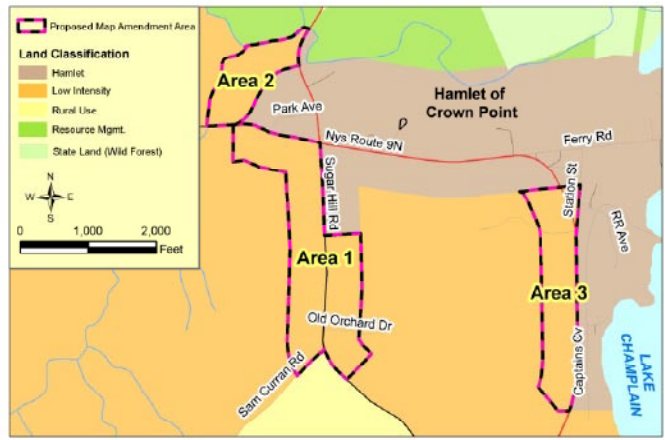 Proposed Map Amendment Area
Land Classification
Hamlet
Low Intensity
Rural Use
Resource Mgmt.
State Land (Wild Forest)
N
W
E
S
0
1,000
2,000
Feet
Area 2
Park Ave
Hamlet of
Crown Point
Nys Route 9N
Ferry Rd
Sugar Hill Rd
Station St
RR Ave
Area 1
Area 3
Old Orchard Dr
Sam Curran Rd
Captains Cv
LAKE
CHAMPLAIN